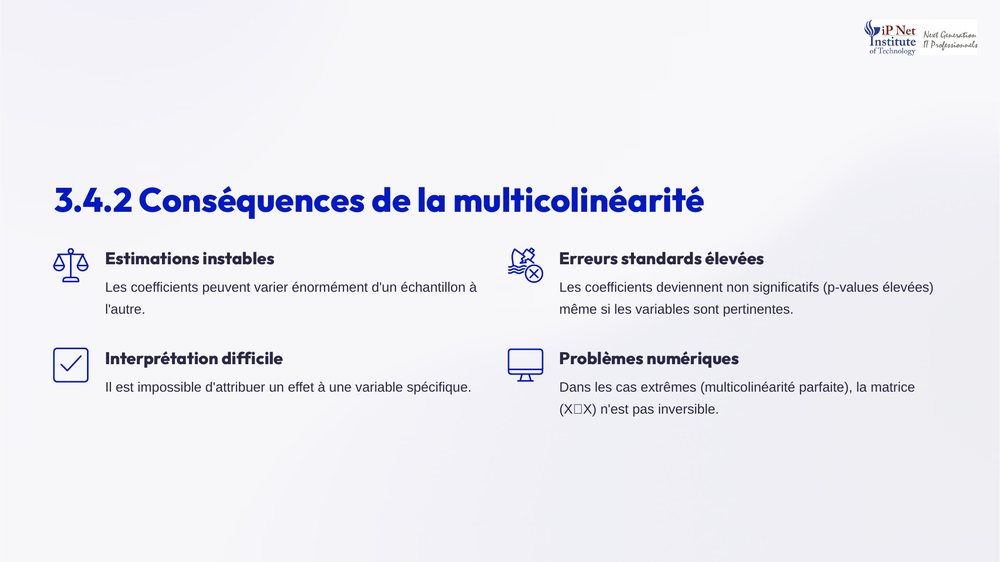 iP Net
Institute
of Technology
Next Generation
IT Professionnels
3.4.2 Conséquences de la multicolinéarité
Estimations instables
Les coefficients peuvent varier énormément d'un échantillon à
l'autre.
Erreurs standards élevées
Les coefficients deviennent non significatifs (p-values élevées)
même si les variables sont pertinentes.
Interprétation difficile
Il est impossible d'attribuer un effet à une variable spécifique.
Problèmes numériques
Dans les cas extrêmes (multicolinéarité parfaite), la matrice
(X□X) n'est pas inversible.